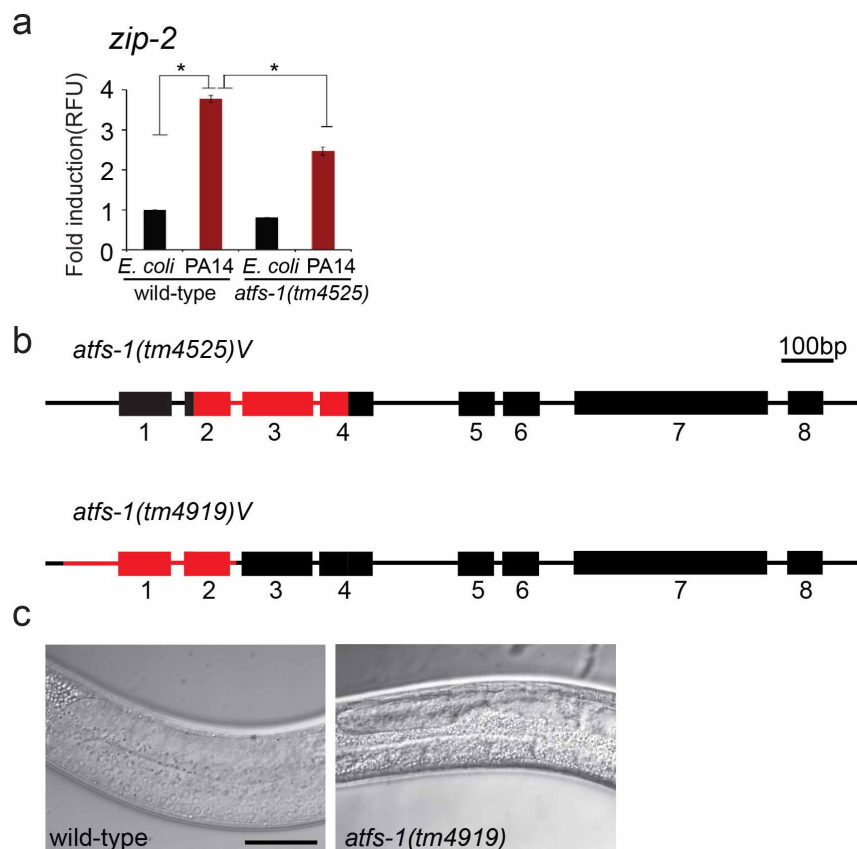 a
zip-2
* *
Fold induction(RFU)
4
3
2
1
0
E. coli PA14 E. coli PA14
wild-type atfs-1(tm4525)
b
atfs-1(tm4525)V
100bp
1 2 3 4 5 6 7 8
atfs-1(tm4919)V
1 2 3 4 5 6 7 8
c
wild-type atfs-1(tm4919)